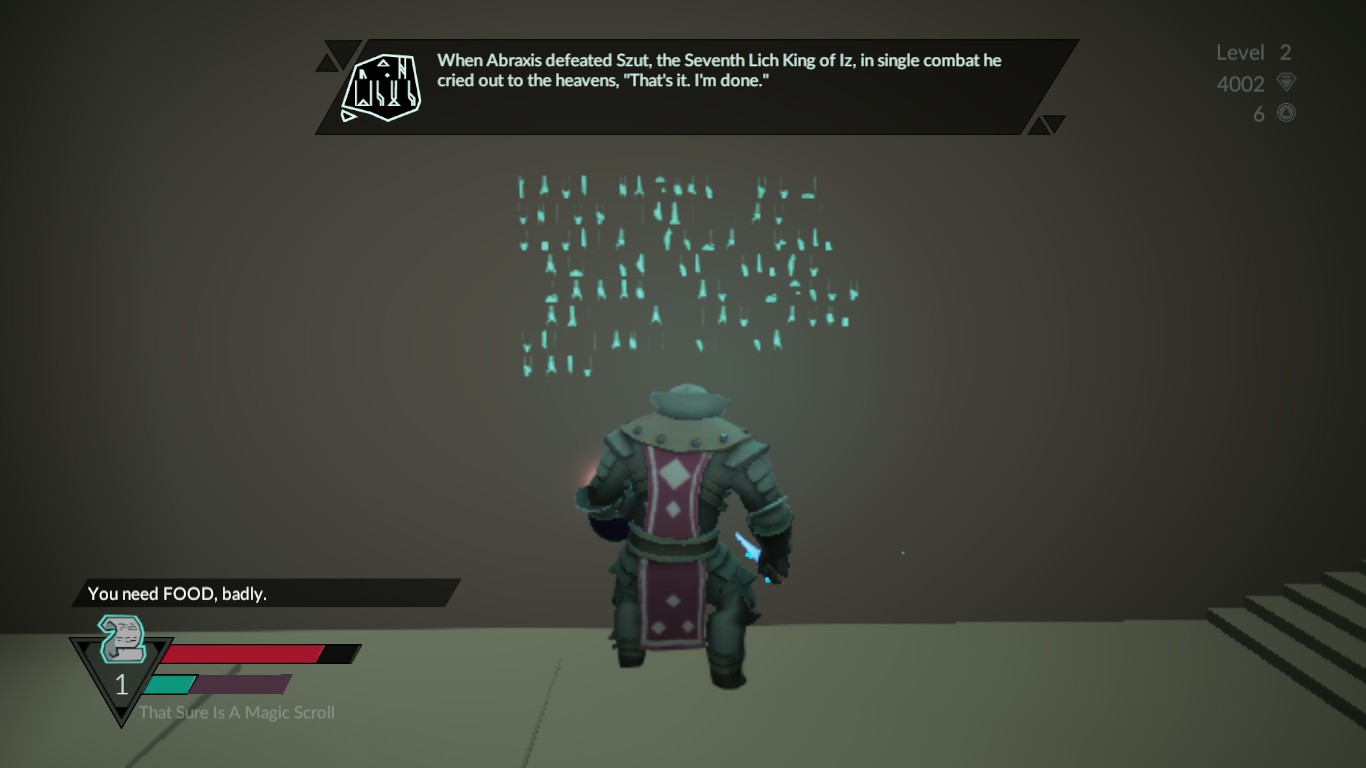 When Abraxis defeated Szut, the Seventh Lich King of Iz, in single combat he
cried out to the heavens, "That's it. I'm done."
Level 2
4002
6
You need FOOD, badly.
1
That Sure Is A Magic Scroll